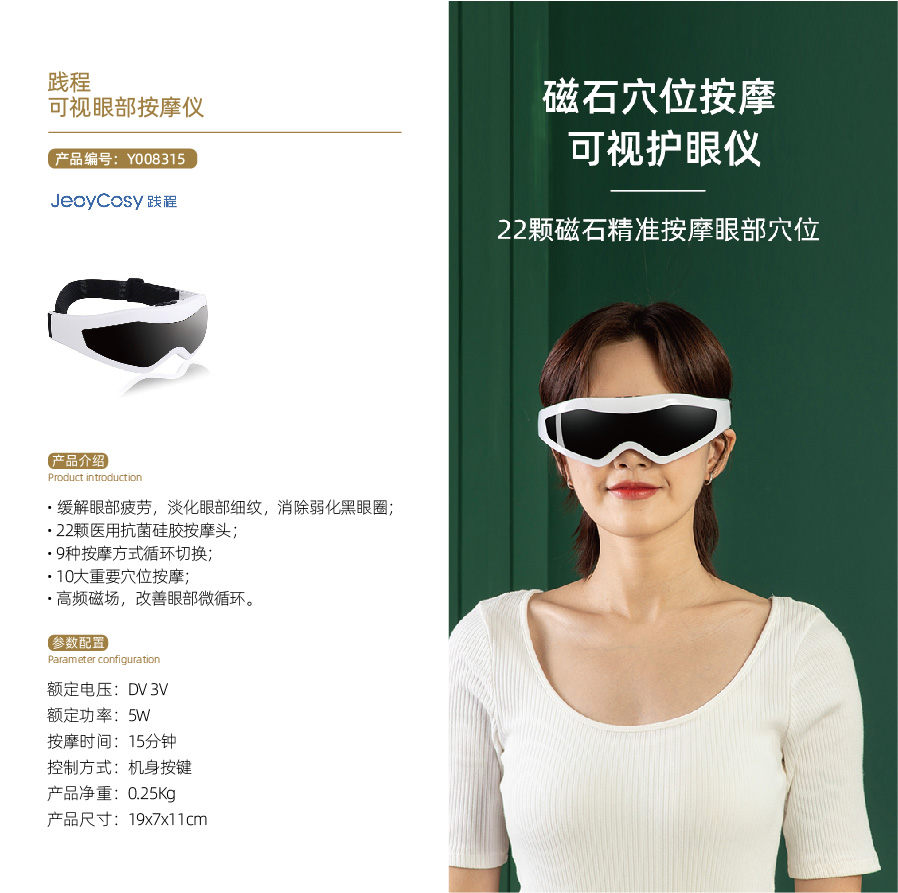 践程
可视眼部按摩仪
产品编号：Y008315
JeoyCosy 践程
产品介绍
Product introduction
• 缓解眼部疲劳，淡化眼部细纹，消除弱化黑眼圈；
• 22颗医用抗菌硅胶按摩头；
• 9种按摩方式循环切换；
• 10大重要穴位按摩；
• 高频磁场，改善眼部微循环。
参数配置
Parameter configuration
额定电压：DV 3V
额定功率：5W
按摩时间：15分钟
控制方式：机身按键
产品净重：0.25Kg
产品尺寸：19x7x11cm
磁石穴位按摩
可视护眼仪
22颗磁石精准按摩眼部穴位